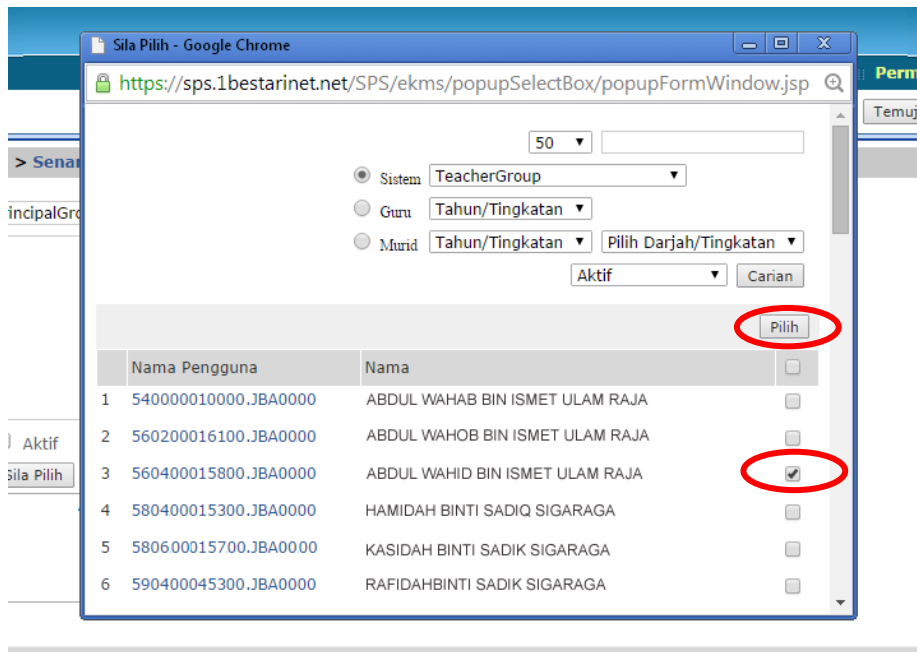 Sila Pilih - Google Chrome
https://sps.1bestarinet.net/SPS/ekms/popupSelectBox/popupFormWindow.jsp
Perm
Temuj
> Senar
incipalGro
50
Sistem TeacherGroup
Guru Tahun/Tingkatan
Murid Tahun/Tingkatan Pilih Darjah/Tingkatan
Aktif Carian
Pilih
Nama Pengguna Nama
1 540000010000.JBA0000 ABDUL WAHAB BIN ISMET ULAM RAJA
2 560200016100.JBA0000 ABDUL WAHOB BIN ISMET ULAM RAJA
Aktif
3 560400015800.JBA0000 ABDUL WAHID BIN ISMET ULAM RAJA
Sila Pilih
4 580400015300.JBA0000 HAMIDAH BINTI SADIQ SIGARAGA
5 580600015700.JBA0000 KASIDAH BINTI SADIK SIGARAGA
6 590400045300.JBA0000 RAFIDAHBINTI SADIK SIGARAGA